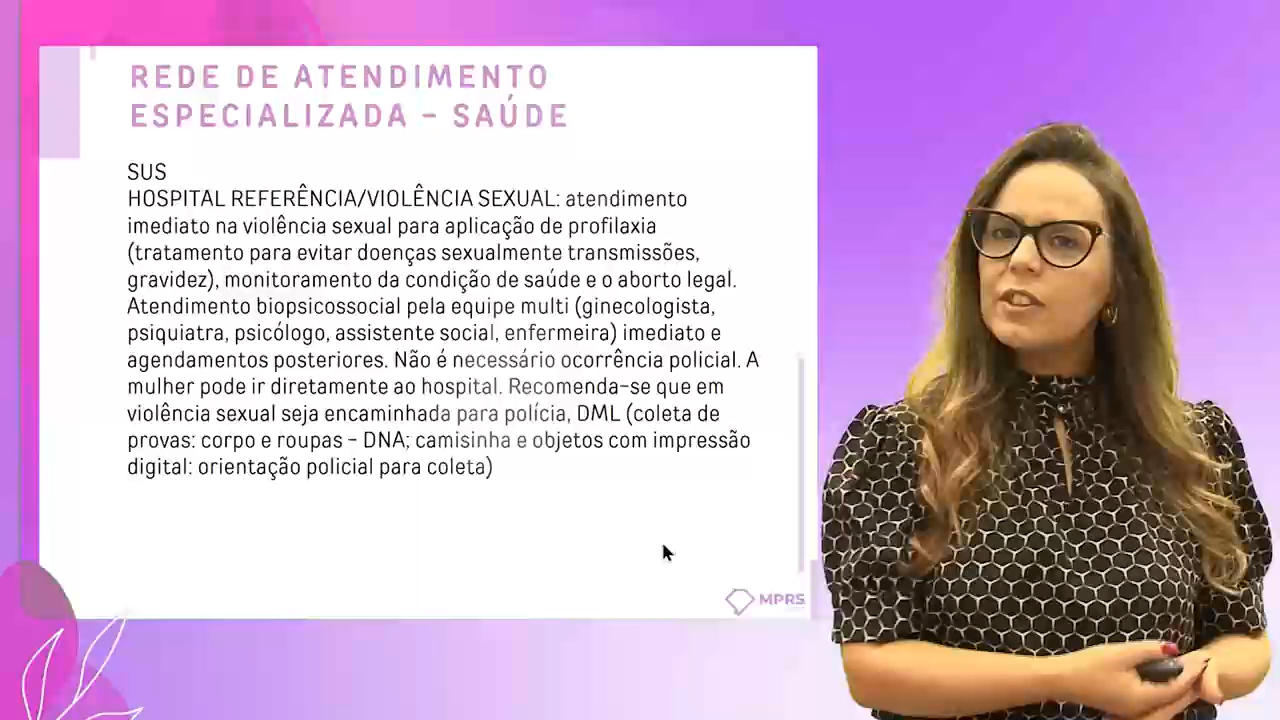 REDE DE ATENDIMENTO
ESPECIALIZADA - SAÚDE
SUS
HOSPITAL REFERÊNCIA/VIOLÊNCIA SEXUAL: atendimento
imediato na violência sexual para aplicação de profilaxia
(tratamento para evitar doenças sexualmente transmissões,
gravidez), monitoramento da condição de saúde e o aborto legal.
Atendimento biopsicossocial pela equipe multi (ginecologista,
psiquiatra, psicólogo, assistente social, enfermeira) imediato e
agendamentos posteriores. Não é necessário ocorrência policial. A
mulher pode ir diretamente ao hospital. Recomenda-se que em
violência sexual seja encaminhada para polícia, DML (coleta de
provas: corpo e roupas - DNA; camisinha e objetos com impressão
digital: orientação policial para coleta)
MPRS